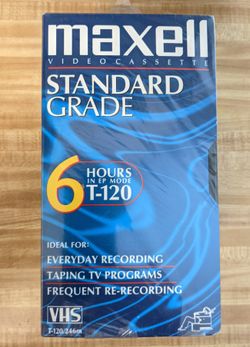 maxell
VIDEOCASSETTE
STANDARD
GRADE
6 HOURS
IN EP MODE
T-120
IDEAL FOR:
EVERYDAY RECORDING
TAPING TV PROGRAMS
FREQUENT RE-RECORDING
VHS
T-120/246m